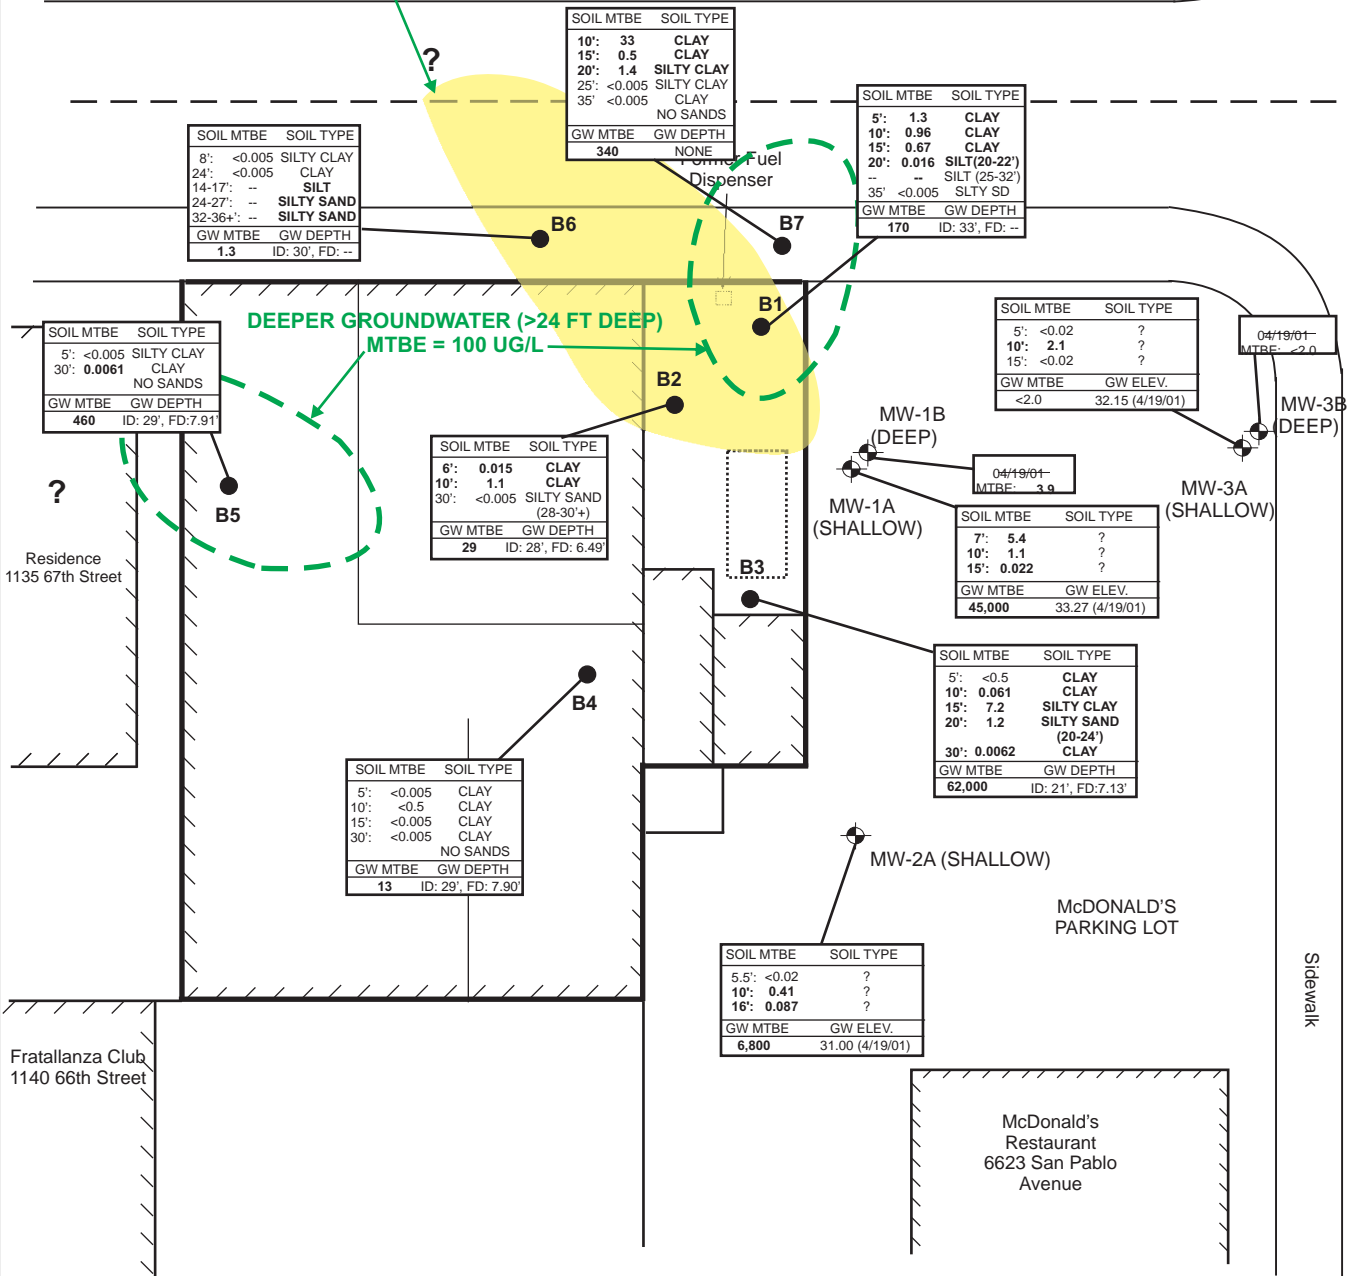 ?
SOIL MTBE SOIL TYPE
10': 33 CLAY
15': 0.5 CLAY
20': 1.4 SILTY CLAY
25': <0.005 SILTY CLAY
35' <0.005 CLAY
NO SANDS
GW MTBE GW DEPTH
340 NONE
Former Fuel
Dispenser
SOIL MTBE SOIL TYPE
5': 1.3 CLAY
10': 0.96 CLAY
15': 0.67 CLAY
20': 0.016 SILT(20-22')
-- -- SILT (25-32')
35' <0.005 SLTY SD
GW MTBE GW DEPTH
170 ID: 33', FD: --
SOIL MTBE SOIL TYPE
8': <0.005 SILTY CLAY
24': <0.005 CLAY
14-17': -- SILT
24-27': -- SILTY SAND
32-36+': -- SILTY SAND
GW MTBE GW DEPTH
1.3 ID: 30', FD: --
B6
B7
B1
DEEPER GROUNDWATER (>24 FT DEEP)
MTBE = 100 UG/L
SOIL MTBE SOIL TYPE
5': <0.005 SILTY CLAY
30': 0.0061 CLAY
NO SANDS
GW MTBE GW DEPTH
460 ID: 29', FD:7.91'
SOIL MTBE SOIL TYPE
5': <0.02 ?
10': 2.1 ?
15': <0.02 ?
GW MTBE GW ELEV.
<2.0 32.15 (4/19/01)
04/19/01
MTBE: <2.0
B2
MW-1B
(DEEP)
MW-3B
(DEEP)
SOIL MTBE SOIL TYPE
6': 0.015 CLAY
10': 1.1 CLAY
30': <0.005 SILTY SAND
(28-30'+)
GW MTBE GW DEPTH
29 ID: 28', FD: 6.49'
04/19/01
MTBE: 3.9
MW-1A
(SHALLOW)
MW-3A
(SHALLOW)
?
B5
SOIL MTBE SOIL TYPE
7': 5.4 ?
10': 1.1 ?
15': 0.022 ?
GW MTBE GW ELEV.
45,000 33.27 (4/19/01)
Residence
1135 67th Street
B3
SOIL MTBE SOIL TYPE
5': <0.5 CLAY
10': 0.061 CLAY
15': 7.2 SILTY CLAY
20': 1.2 SILTY SAND
(20-24')
30': 0.0062 CLAY
GW MTBE GW DEPTH
62,000 ID: 21', FD:7.13'
B4
SOIL MTBE SOIL TYPE
5': <0.005 CLAY
10': <0.5 CLAY
15': <0.005 CLAY
30': <0.005 CLAY
NO SANDS
GW MTBE GW DEPTH
13 ID: 29', FD: 7.90'
MW-2A (SHALLOW)
McDONALD'S
PARKING LOT
SOIL MTBE SOIL TYPE
5.5': <0.02 ?
10': 0.41 ?
16': 0.087 ?
GW MTBE GW ELEV.
6,800 31.00 (4/19/01)
Sidewalk
Fratallanza Club
1140 66th Street
McDonald's
Restaurant
6623 San Pablo
Avenue